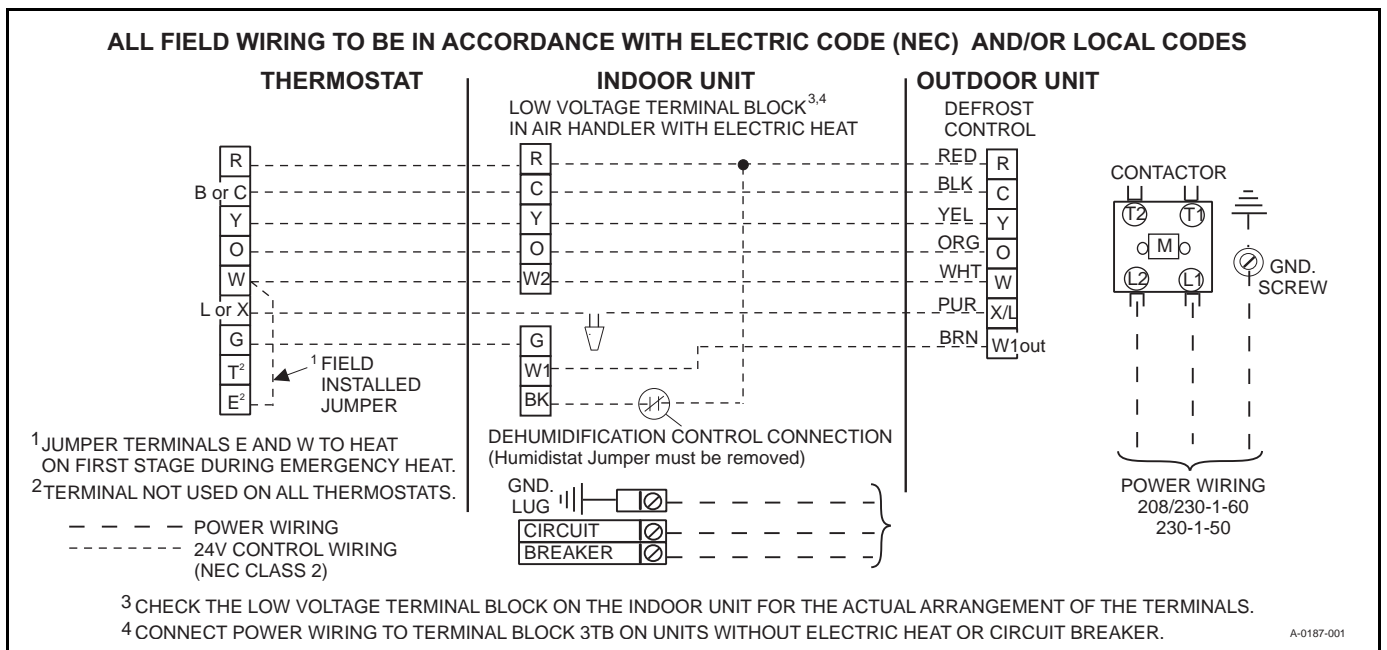 ALL FIELD WIRING TO BE IN ACCORDANCE WITH ELECTRIC CODE (NEC) AND/OR LOCAL CODES
THERMOSTAT
R
B or C
Y
O
W
L or X
G
T²
E²
¹ FIELD
INSTALLED
JUMPER
¹JUMPER TERMINALS E AND W TO HEAT
ON FIRST STAGE DURING EMERGENCY HEAT.
²TERMINAL NOT USED ON ALL THERMOSTATS.
POWER WIRING
24V CONTROL WIRING
(NEC CLASS 2)
INDOOR UNIT
LOW VOLTAGE TERMINAL BLOCK³,⁴
IN AIR HANDLER WITH ELECTRIC HEAT
R
C
Y
O
W2
G
W1
BK
DEHUMIDIFICATION CONTROL CONNECTION
(Humidistat Jumper must be removed)
GND.
LUG
CIRCUIT
BREAKER
OUTDOOR UNIT
DEFROST
CONTROL
RED R
BLK C
YEL Y
ORG O
WHT W
PUR X/L
BRN W1out
CONTACTOR
T2 T1
M
L2 L1
GND.
SCREW
POWER WIRING
208/230-1-60
230-1-50
³ CHECK THE LOW VOLTAGE TERMINAL BLOCK ON THE INDOOR UNIT FOR THE ACTUAL ARRANGEMENT OF THE TERMINALS.
⁴ CONNECT POWER WIRING TO TERMINAL BLOCK 3TB ON UNITS WITHOUT ELECTRIC HEAT OR CIRCUIT BREAKER.
A-0187-001